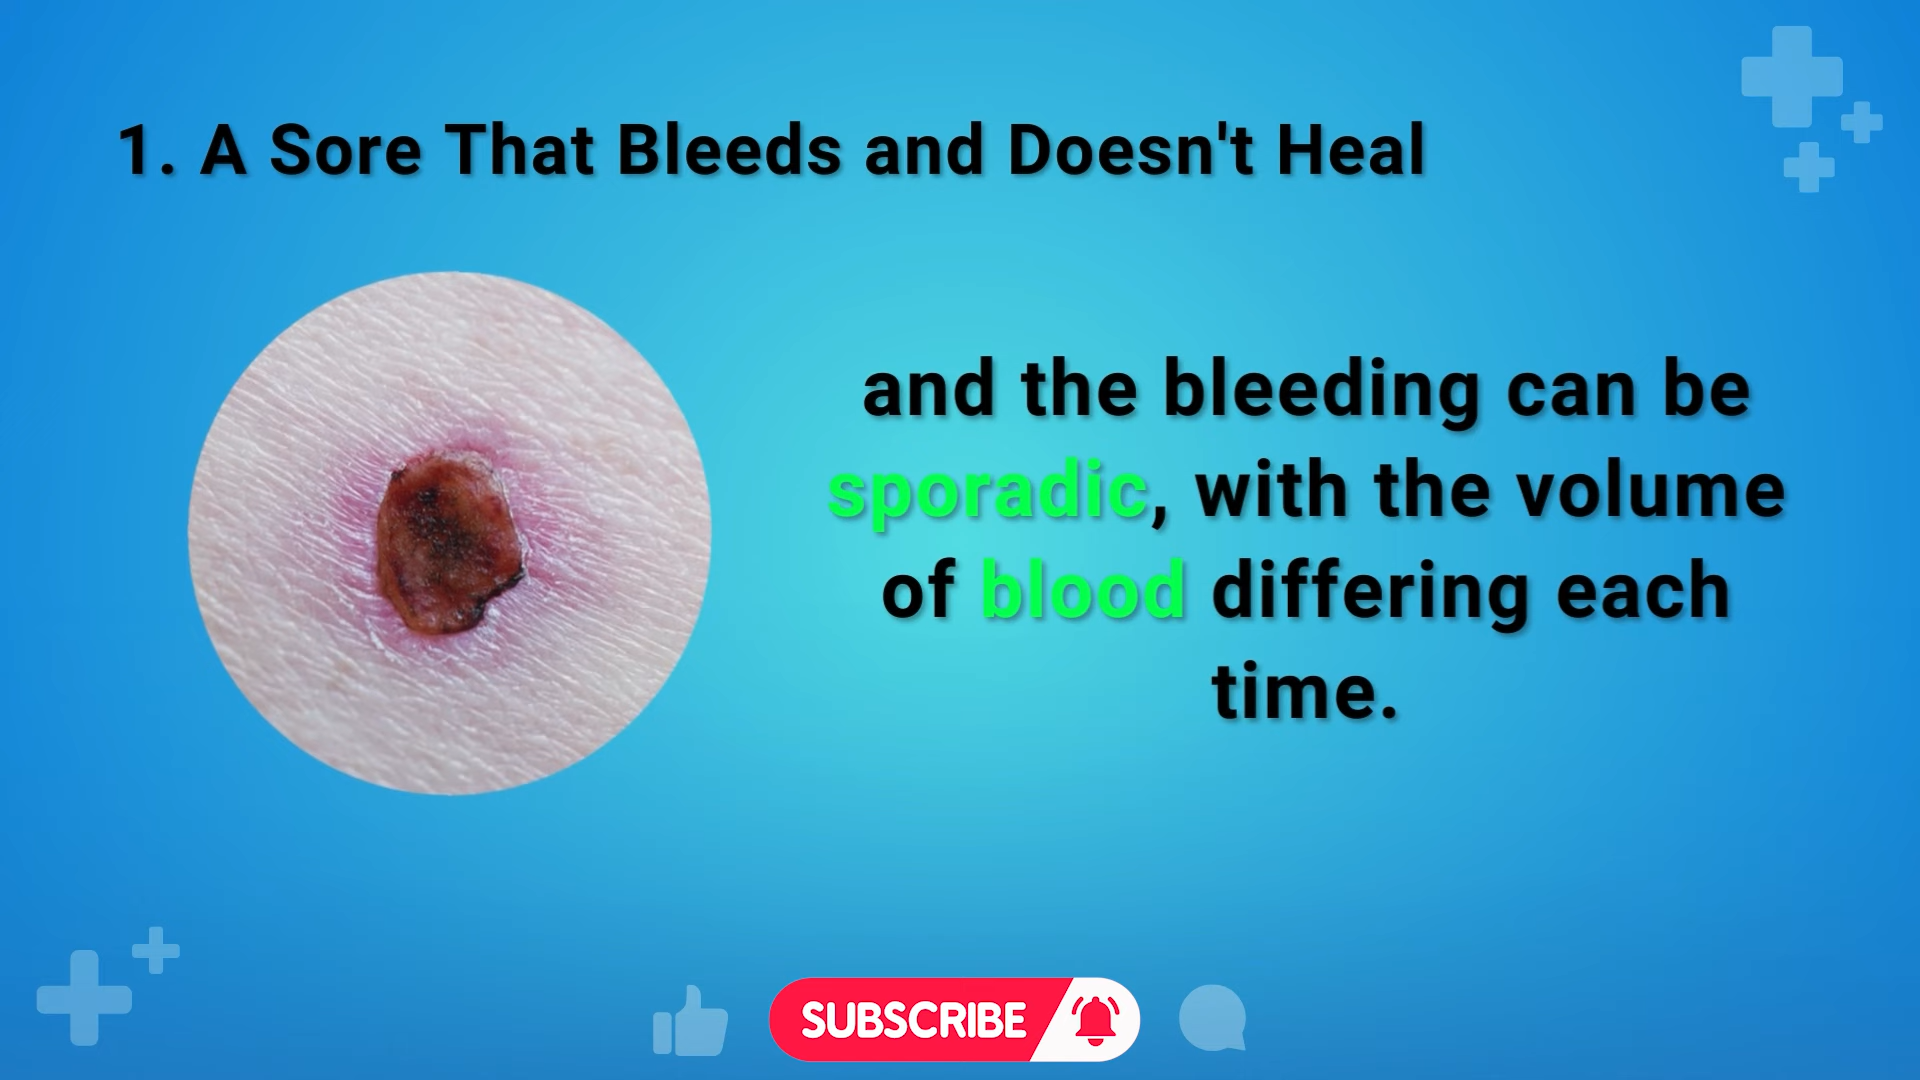 1. A Sore That Bleeds and Doesn't Heal
and the bleeding can be
sporadic, with the volume
of blood differing each
time.
SUBSCRIBE